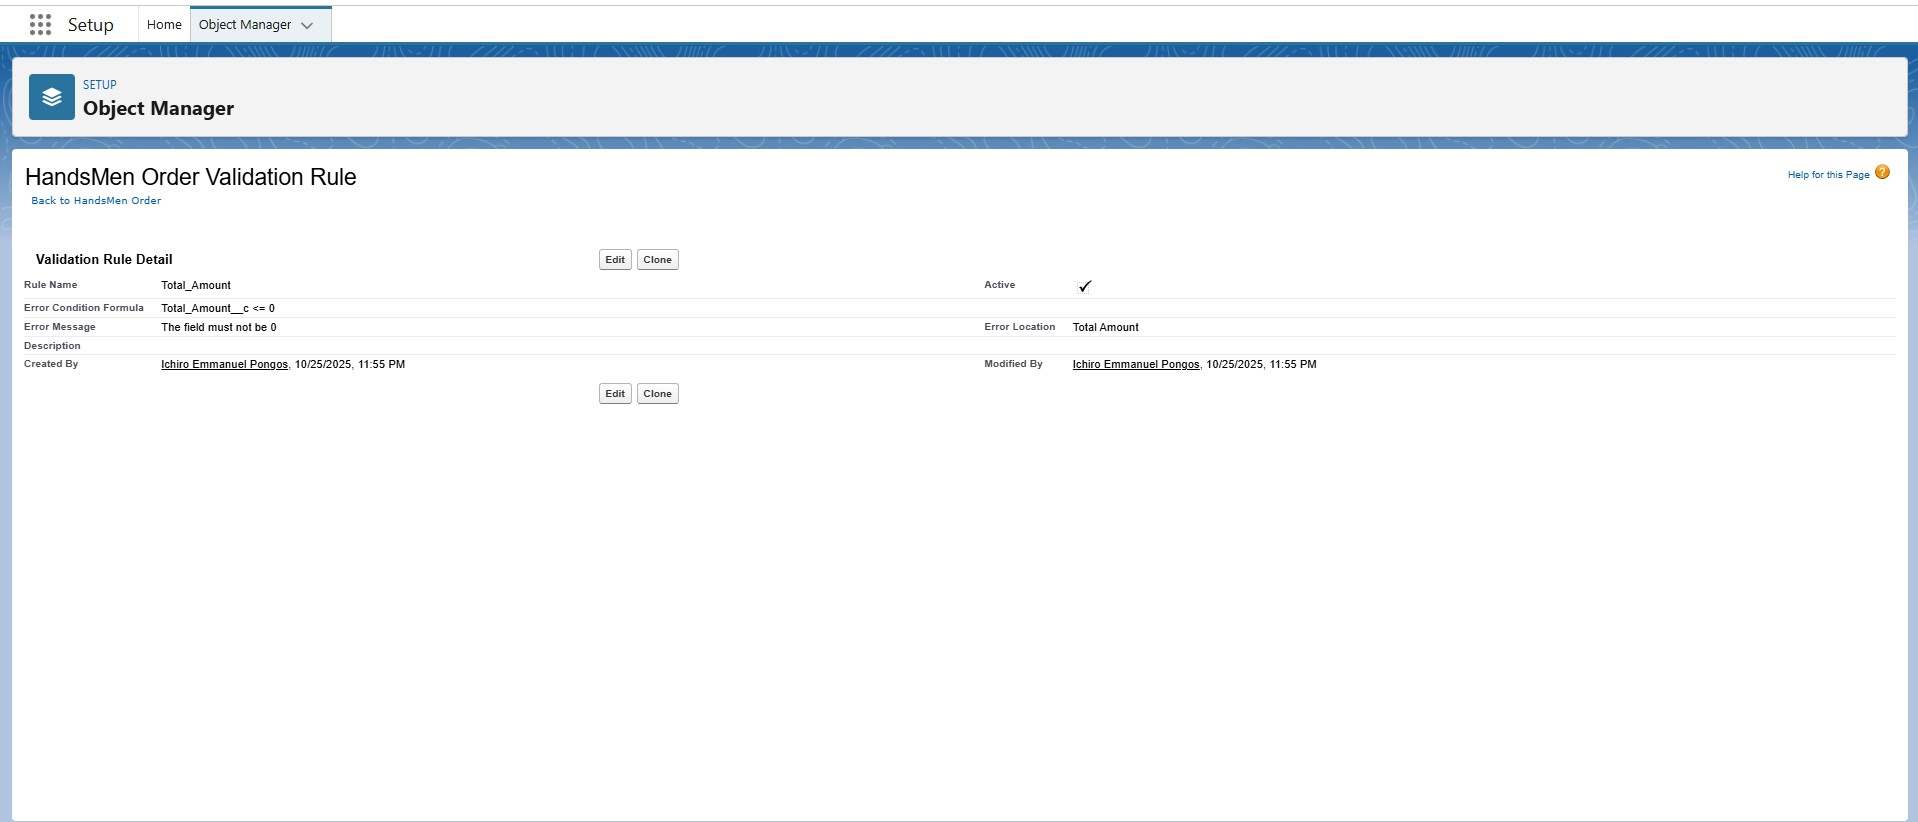 Setup Home Object Manager
SETUP
Object Manager
HandsMen Order Validation Rule
Help for this Page ?
Back to HandsMen Order
Validation Rule Detail Edit Clone
Rule Name Total_Amount Active
Error Condition Formula Total_Amount__c <= 0
Error Message The field must not be 0 Error Location Total Amount
Description
Created By Ichiro Emmanuel Pongos, 10/25/2025, 11:55 PM Modified By Ichiro Emmanuel Pongos, 10/25/2025, 11:55 PM
Edit Clone